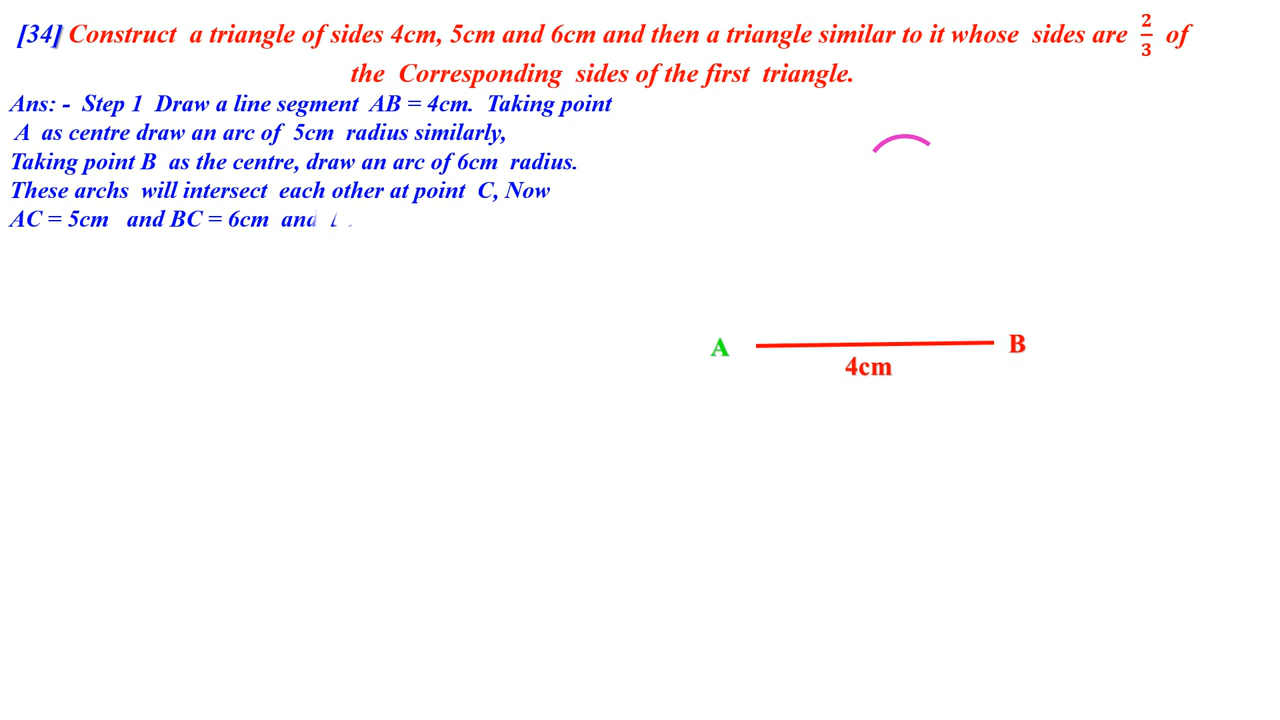 [34] Construct a triangle of sides 4cm, 5cm and 6cm and then a triangle similar to it whose sides are 2/3 of
the Corresponding sides of the first triangle.
Ans: - Step 1 Draw a line segment AB = 4cm. Taking point
A as centre draw an arc of 5cm radius similarly,
Taking point B as the centre, draw an arc of 6cm radius.
These archs will intersect each other at point C, Now
AC = 5cm and BC = 6cm and
A
B
4cm